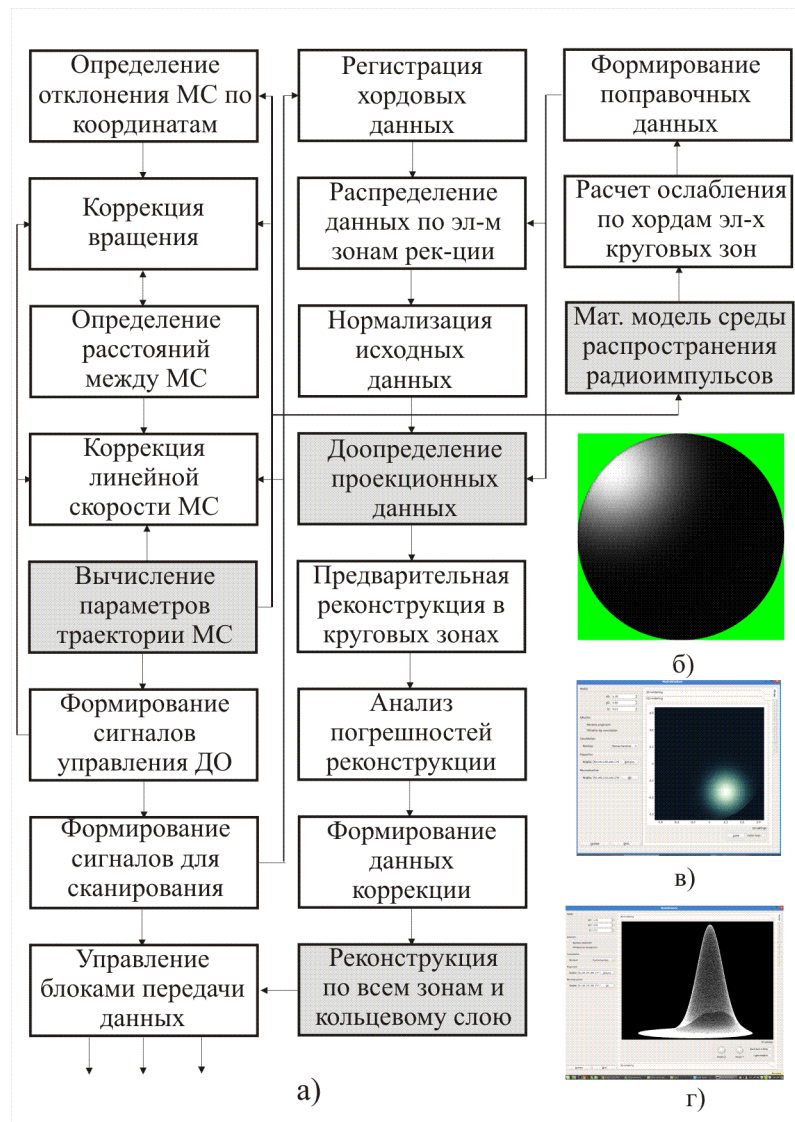 Определение
отклонения МС по
координатам
Коррекция
вращения
Определение
расстояний
между МС
Коррекция
линейной
скорости МС
Вычисление
параметров
траектории МС
Формирование
сигналов
управления ДО
Формирование
сигналов для
сканирования
Управление
блоками передачи
данных
Регистрация
хордовых
данных
Распределение
данных по эл-м
зонам рек-ции
Нормализация
исходных
данных
Доопределение
проекционных
данных
Предварительная
реконструкция в
круговых зонах
Анализ
погрешностей
реконструкции
Формирование
данных
коррекции
Реконструкция
по всем зонам и
кольцевому слою
Формирование
поправочных
данных
Расчет ослабления
по хордам эл-х
круговых зон
Мат. модель среды
распространения
радиоимпульсов
а)
б)
в)
г)